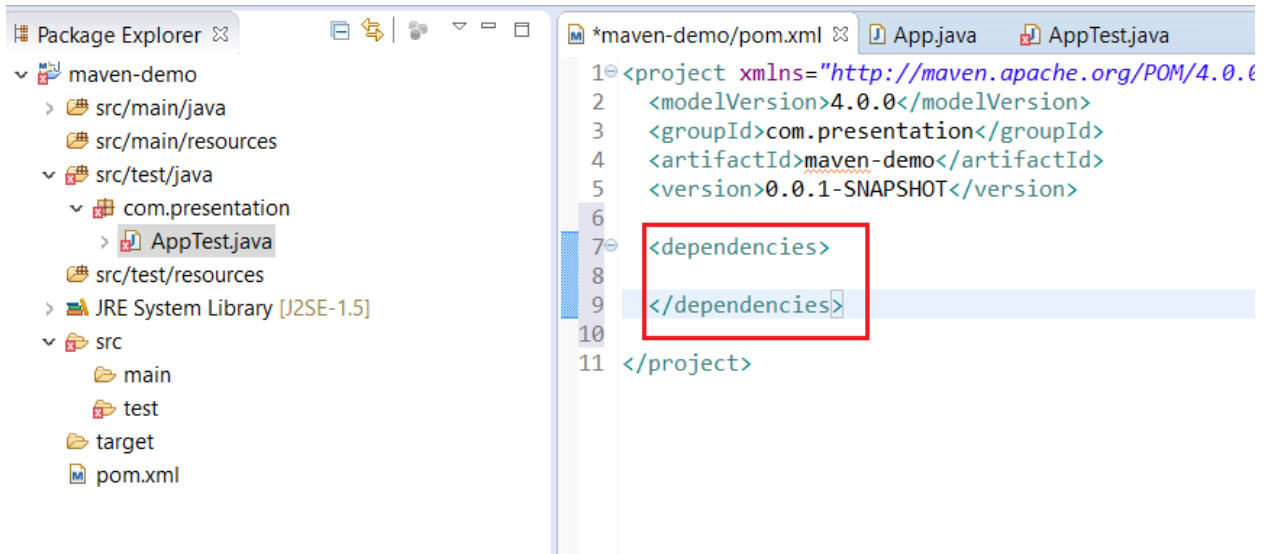 Package Explorer
maven-demo
src/main/java
src/main/resources
src/test/java
com.presentation
AppTest.java
src/test/resources
JRE System Library [J2SE-1.5]
src
main
test
target
pom.xml
*maven-demo/pom.xml App.java AppTest.java
1 <project xmlns="http://maven.apache.org/POM/4.0.0
2 <modelVersion>4.0.0</modelVersion>
3 <groupId>com.presentation</groupId>
4 <artifactId>maven-demo</artifactId>
5 <version>0.0.1-SNAPSHOT</version>
6
7 <dependencies>
8
9 </dependencies>
10
11 </project>